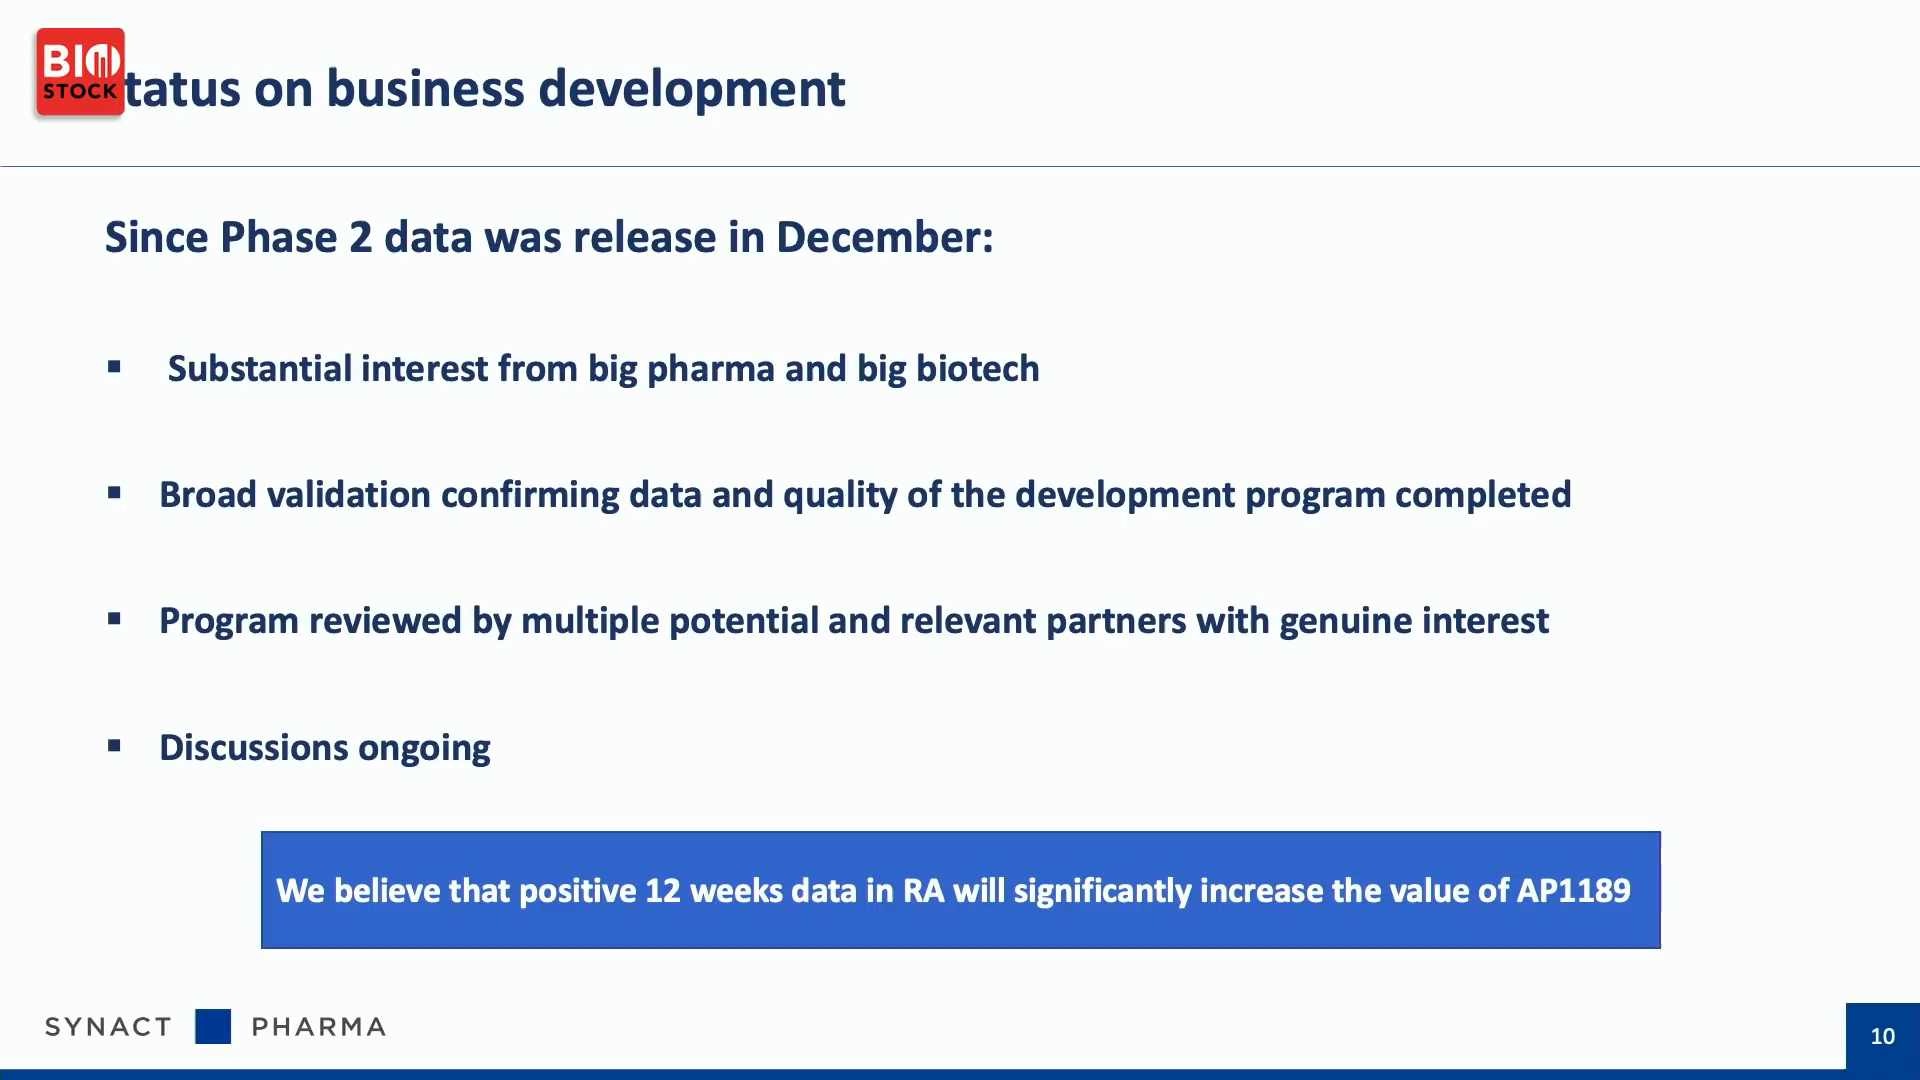 BIO
STOCK
tatus on business development
Since Phase 2 data was release in December:
▪ Substantial interest from big pharma and big biotech
▪ Broad validation confirming data and quality of the development program completed
▪ Program reviewed by multiple potential and relevant partners with genuine interest
▪ Discussions ongoing
We believe that positive 12 weeks data in RA will significantly increase the value of AP1189
SYNACT PHARMA
10